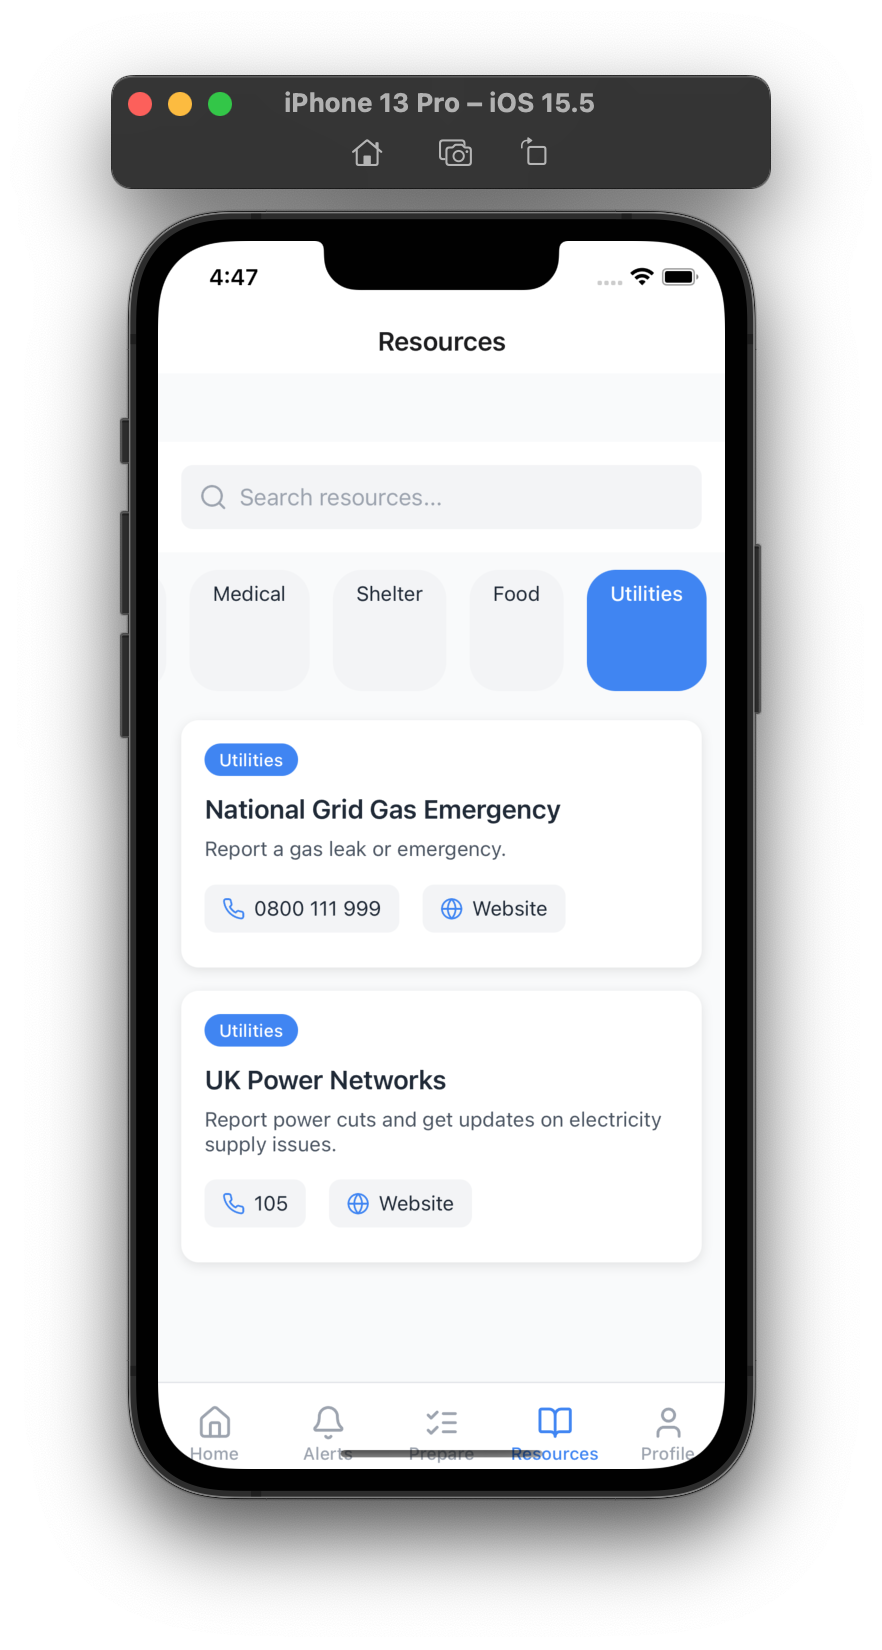 iPhone 13 Pro – iOS 15.5
4:47
Resources
Search resources...
Medical Shelter Food Utilities
Utilities
National Grid Gas Emergency
Report a gas leak or emergency.
0800 111 999 Website
Utilities
UK Power Networks
Report power cuts and get updates on electricity
supply issues.
105 Website
Home Alerts Prepare Resources Profile